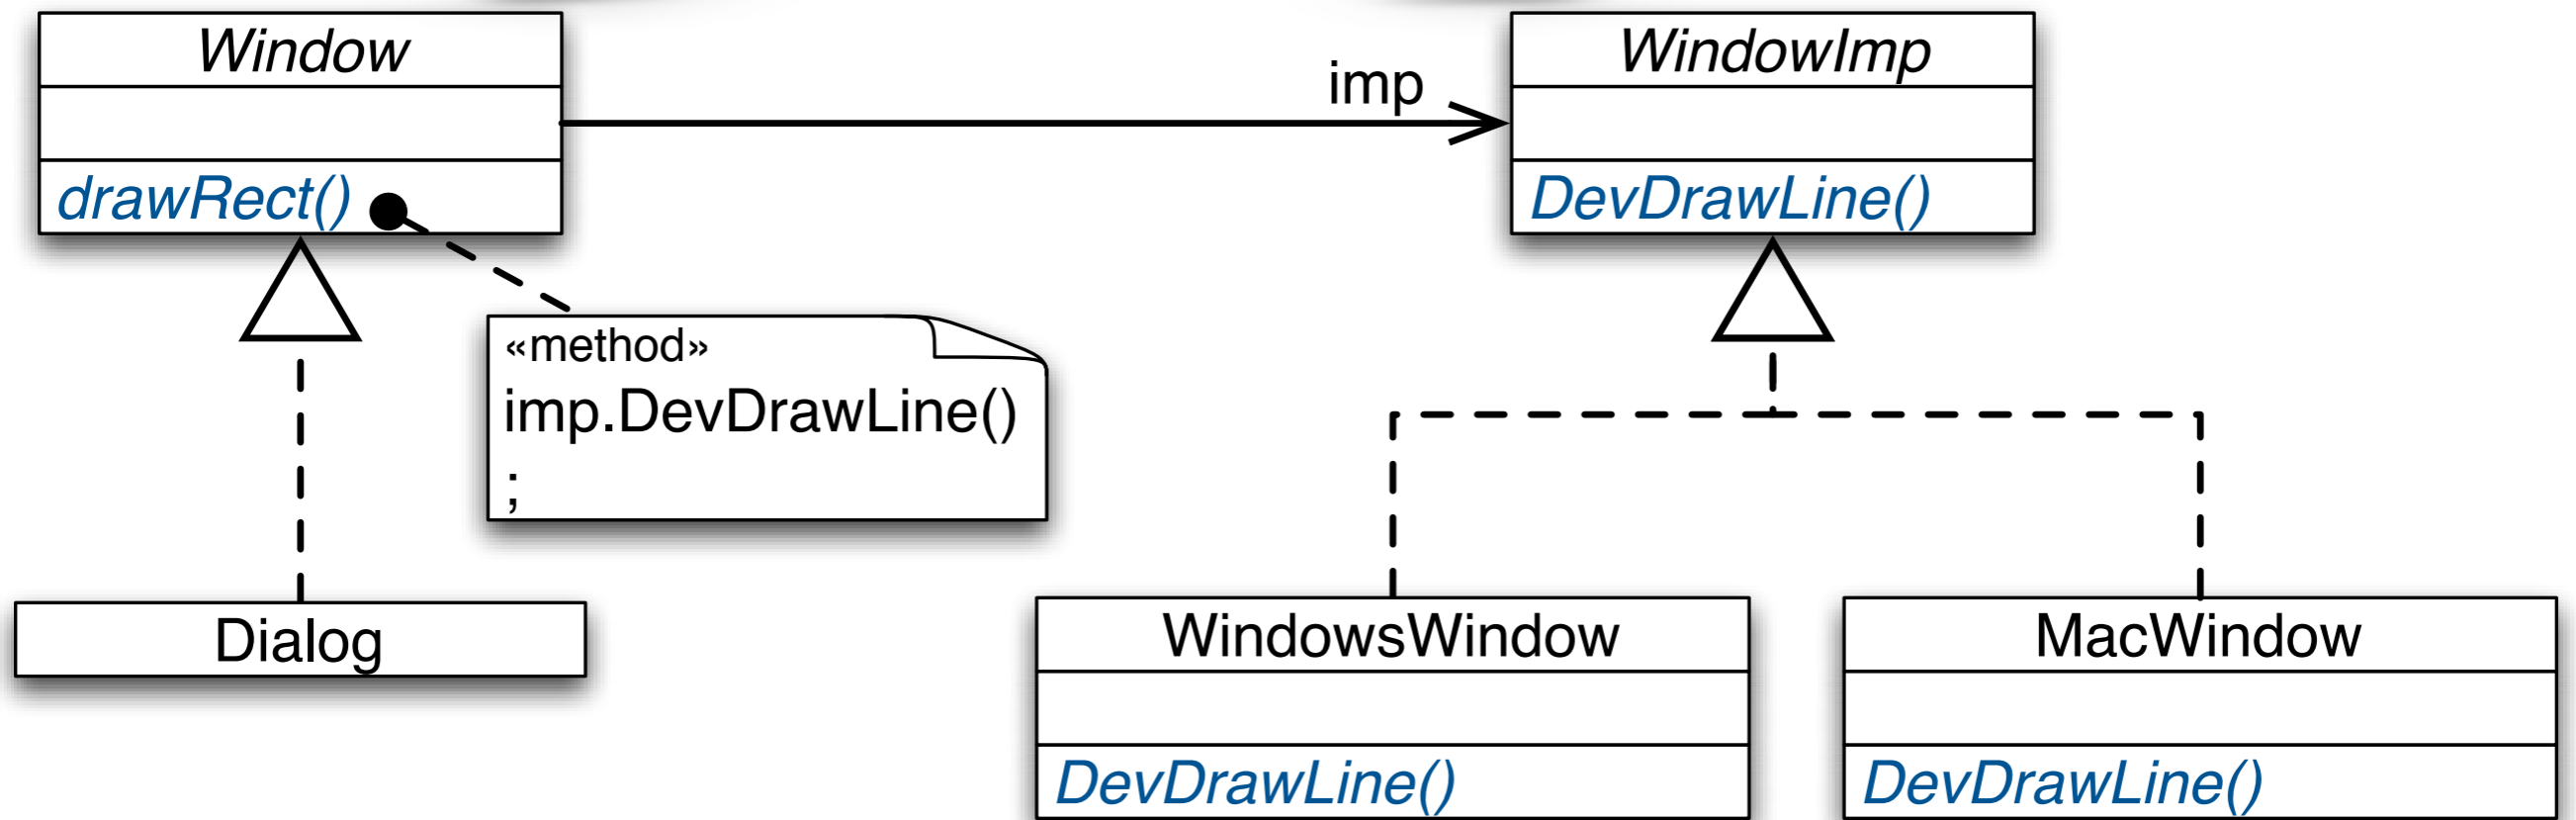 Window
drawRect()
imp
WindowImp
DevDrawLine()
«method»
imp.DevDrawLine()
;
Dialog
WindowsWindow
DevDrawLine()
MacWindow
DevDrawLine()